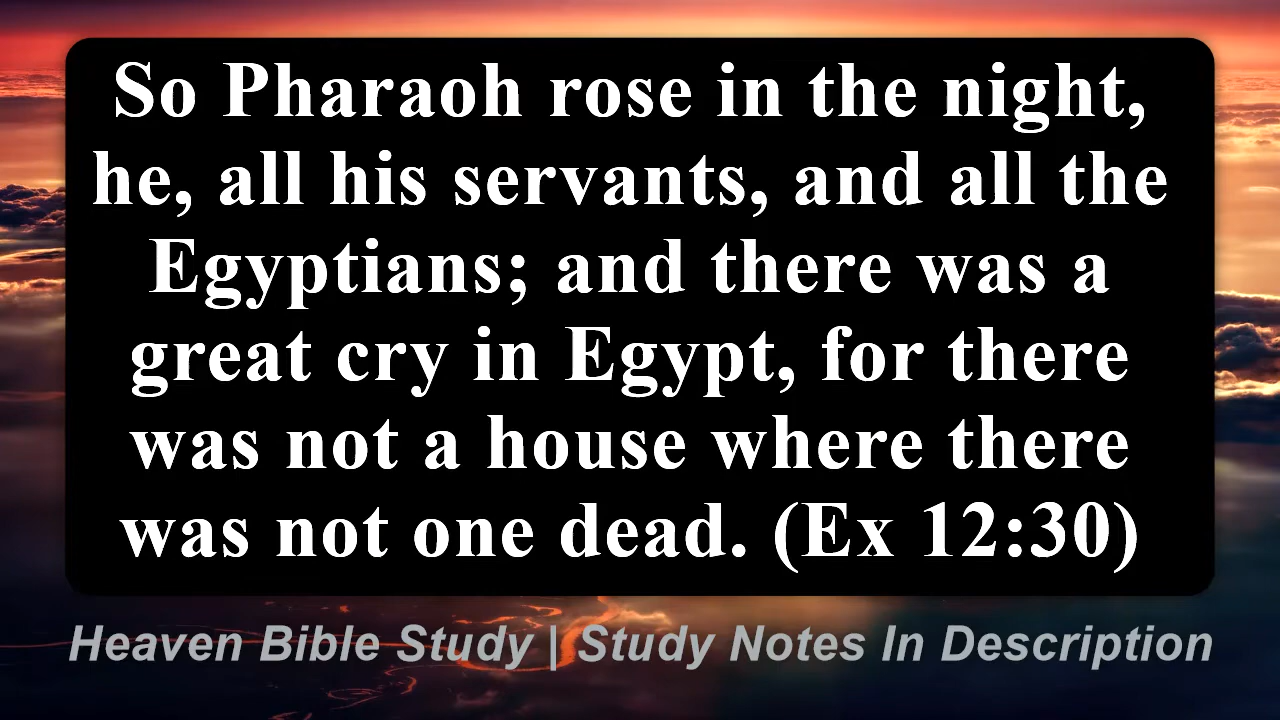 So Pharaoh rose in the night,
he, all his servants, and all the
Egyptians; and there was a
great cry in Egypt, for there
was not a house where there
was not one dead. (Ex 12:30)
Heaven Bible Study | Study Notes In Description